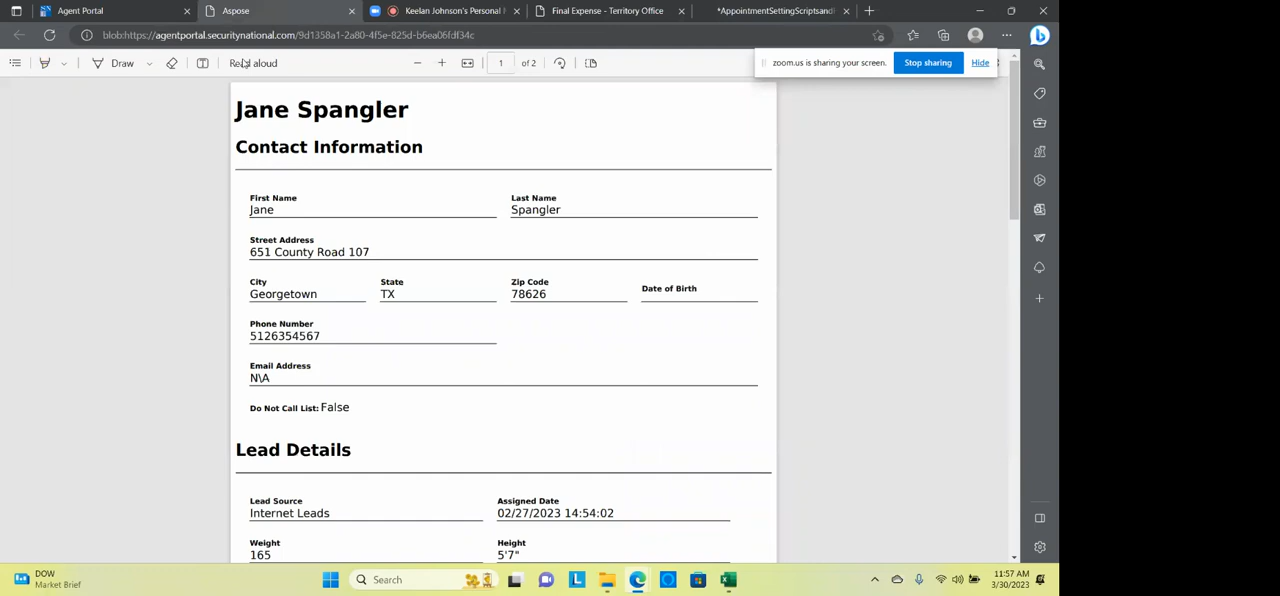 Agent Portal
Aspose
Keelan Johnson's Personal
Final Expense - Territory Office
*AppointmentSettingScriptsand
blob:https://agentportal.securitynational.com/9d1358a1-2a80-4f5e-825d-b6ea06fdf34c
Draw
Read aloud
1 of 2
zoom.us is sharing your screen.
Stop sharing
Hide
Jane Spangler
Contact Information
First Name
Jane
Last Name
Spangler
Street Address
651 County Road 107
City
Georgetown
State
TX
Zip Code
78626
Date of Birth
Phone Number
5126354567
Email Address
N\A
Do Not Call List: False
Lead Details
Lead Source
Internet Leads
Assigned Date
02/27/2023 14:54:02
Weight
165
Height
5'7"
DOW
Market Brief
Search
11:57 AM
3/30/2023